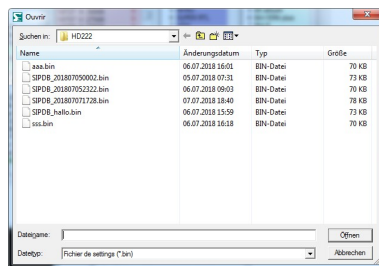 Ouvrir
Suchen in: HD222
Name Änderungsdatum Typ Größe
aaa.bin 06.07.2018 16:01 BIN-Datei 70 KB
SIPDB_201807050002.bin 05.07.2018 07:31 BIN-Datei 73 KB
SIPDB_201807052322.bin 06.07.2018 09:03 BIN-Datei 70 KB
SIPDB_201807071728.bin 07.07.2018 18:40 BIN-Datei 78 KB
SIPDB_hallo.bin 06.07.2018 15:59 BIN-Datei 73 KB
sss.bin 06.07.2018 16:18 BIN-Datei 70 KB
Dateiname: Öffnen
Dateityp: Fichier de settings (*.bin) Abbrechen